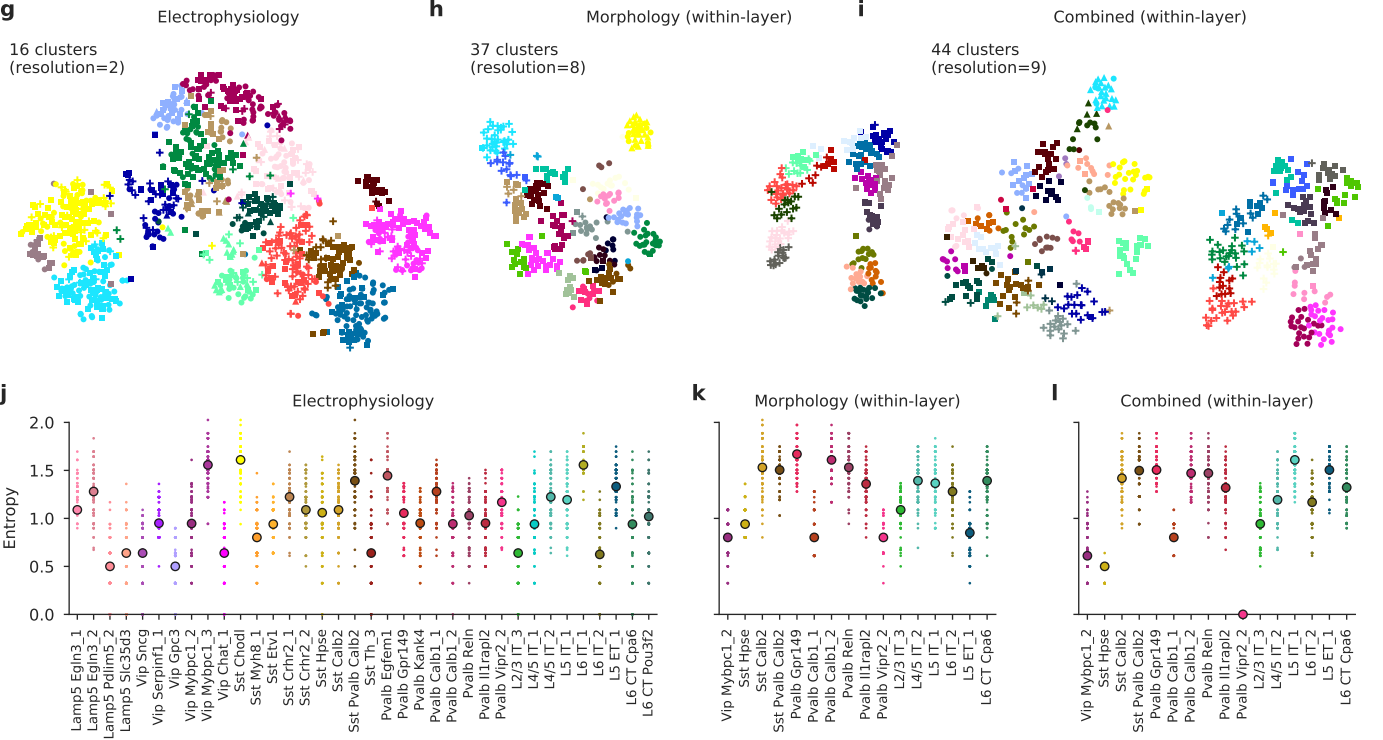 g
Electrophysiology
16 clusters
(resolution=2)
h
Morphology (within-layer)
37 clusters
(resolution=8)
i
Combined (within-layer)
44 clusters
(resolution=9)
j
Electrophysiology
Entropy
2.0
1.5
1.0
0.5
0.0
Lamp5 Egln3_1
Lamp5 Egln3_2
Lamp5 Pdlim5_2
Lamp5 Slc35d3
Vip Sncg
Vip Serpinf1_1
Vip Gpc3
Vip Mybpc1_2
Vip Mybpc1_3
Vip Chat_1
Sst Chodl
Sst Myh8_1
Sst Etv1
Sst Crhr2_1
Sst Crhr2_2
Sst Hpse
Sst Calb2
Sst Pvalb Calb2
Sst Th_3
Pvalb Egfem1
Pvalb Gpr149
Pvalb Kank4
Pvalb Calb1_1
Pvalb Calb1_2
Pvalb Reln
Pvalb Il1rapl2
Pvalb Vipr2_2
L2/3 IT_3
L4/5 IT_1
L4/5 IT_2
L5 IT_1
L6 IT_1
L6 IT_2
L5 ET_1
L6 CT Cpa6
L6 CT Pou3f2
k
Morphology (within-layer)
Vip Mybpc1_2
Sst Hpse
Sst Calb2
Sst Pvalb Calb2
Pvalb Gpr149
Pvalb Calb1_1
Pvalb Calb1_2
Pvalb Reln
Pvalb Il1rapl2
Pvalb Vipr2_2
L2/3 IT_3
L4/5 IT_2
L5 IT_1
L6 IT_2
L5 ET_1
L6 CT Cpa6
l
Combined (within-layer)
Vip Mybpc1_2
Sst Hpse
Sst Calb2
Sst Pvalb Calb2
Pvalb Gpr149
Pvalb Calb1_1
Pvalb Calb1_2
Pvalb Reln
Pvalb Il1rapl2
Pvalb Vipr2_2
L2/3 IT_3
L4/5 IT_2
L5 IT_1
L6 IT_2
L5 ET_1
L6 CT Cpa6